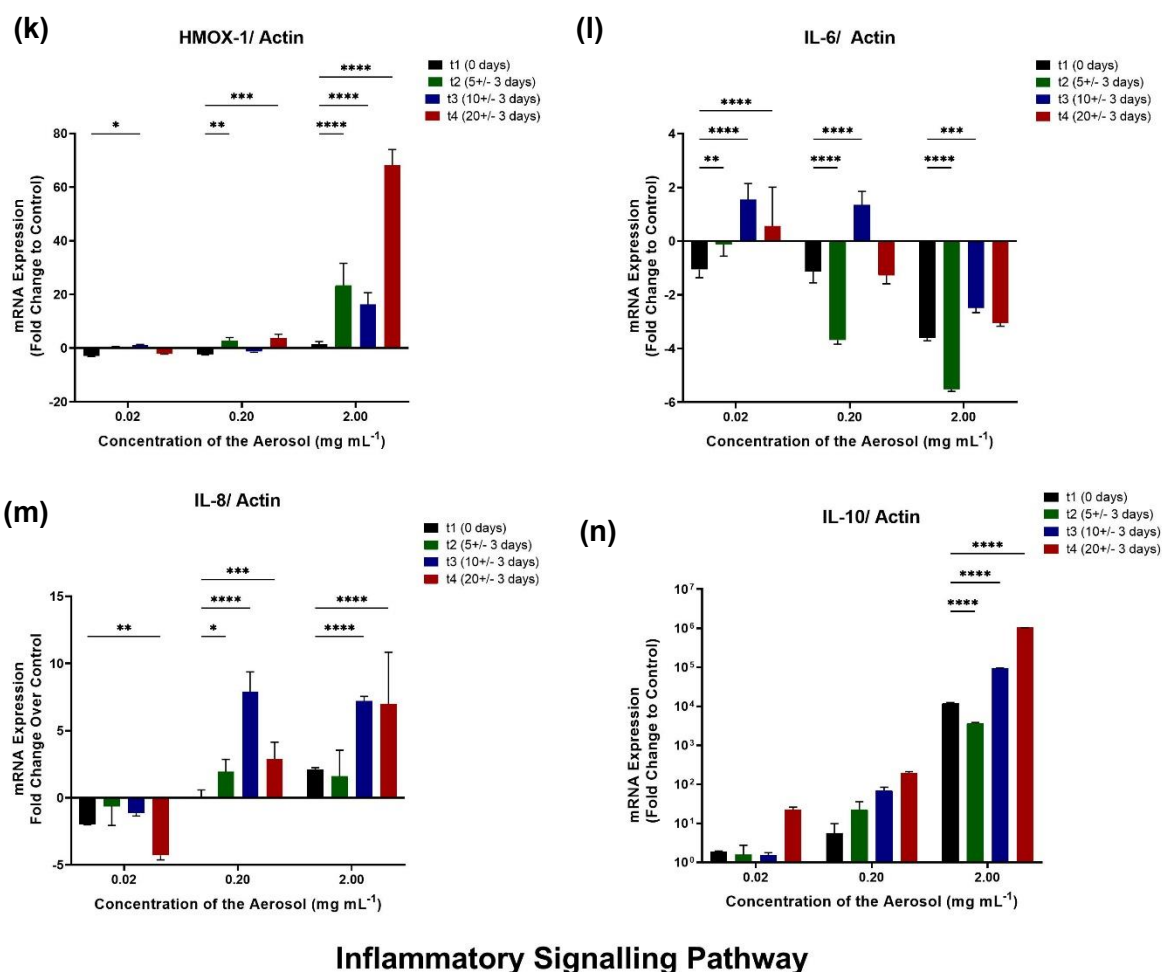 (k)
HMOX-1/ Actin
t1 (0 days)
t2 (5+/- 3 days)
t3 (10+/- 3 days)
t4 (20+/- 3 days)
****
*** ****
* ** ****
80
60
40
20
0
-20
mRNA Expression
(Fold Change to Control)
0.02 0.20 2.00
Concentration of the Aerosol (mg mL⁻¹)
(l)
IL-6/ Actin
t1 (0 days)
t2 (5+/- 3 days)
t3 (10+/- 3 days)
t4 (20+/- 3 days)
****
**** **** ***
** **** ****
4
2
0
-2
-4
-6
mRNA Expression
(Fold Change to Control)
0.02 0.20 2.00
Concentration of the Aerosol (mg mL⁻¹)
(m)
IL-8/ Actin
t1 (0 days)
t2 (5+/- 3 days)
t3 (10+/- 3 days)
t4 (20+/- 3 days)
***
**** ****
** * ****
15
10
5
0
-5
mRNA Expression
Fold Change Over Control)
0.02 0.20 2.00
Concentration of the Aerosol (mg mL⁻¹)
(n)
IL-10/ Actin
t1 (0 days)
t2 (5+/- 3 days)
t3 (10+/- 3 days)
t4 (20+/- 3 days)
****
****
****
10⁷
10⁶
10⁵
10⁴
10³
10²
10¹
10⁰
mRNA Expression
(Fold Change to Control)
0.02 0.20 2.00
Concentration of the Aerosol (mg mL⁻¹)
Inflammatory Signalling Pathway